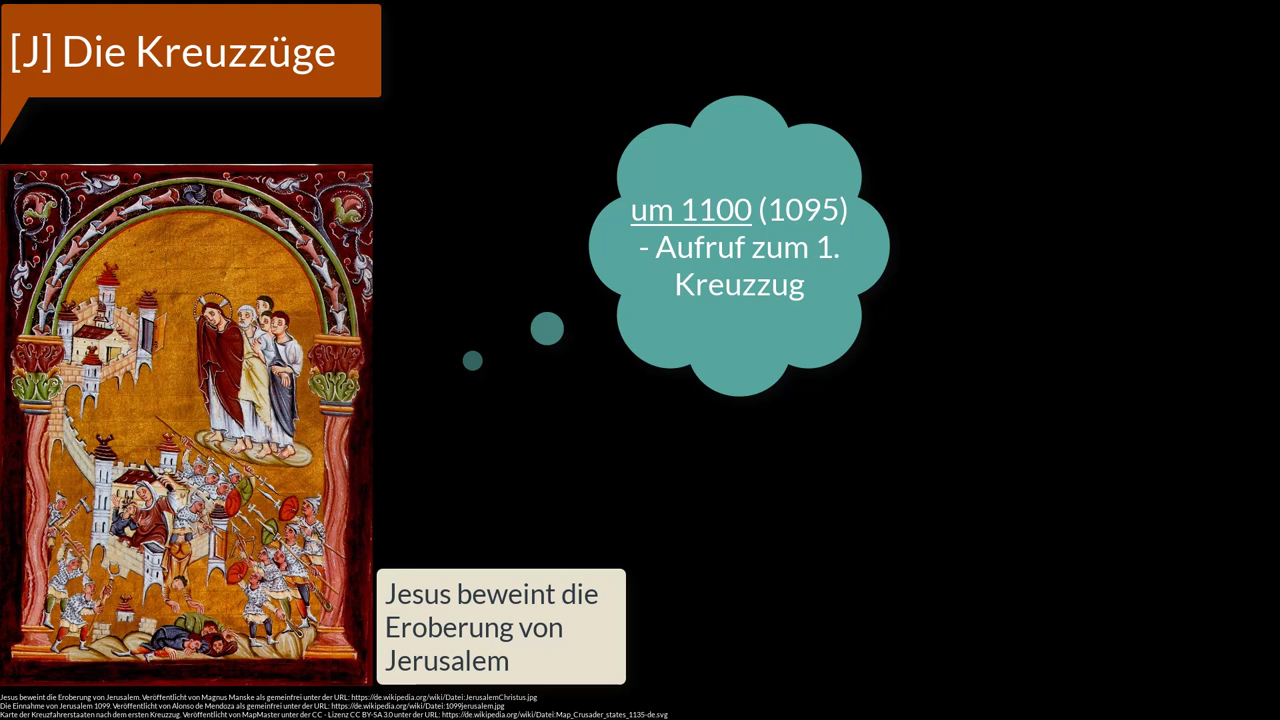 [J] Die Kreuzzüge
um 1100 (1095)
- Aufruf zum 1.
Kreuzzug
Jesus beweint die
Eroberung von
Jerusalem
Jesus beweint die Eroberung von Jerusalem. Veröffentlicht von Magnus Manske als gemeinfrei unter der URL: https://de.wikipedia.org/wiki/Datei:JerusalemChristus.jpg
Die Einnahme von Jerusalem 1099. Veröffentlicht von Alonso de Mendoza als gemeinfrei unter der URL: https://de.wikipedia.org/wiki/Datei:1099jerusalem.jpg
Karte der Kreuzfahrerstaaten nach dem ersten Kreuzzug. Veröffentlicht von MapMaster unter der CC - Lizenz CC BY-SA 3.0 unter der URL: https://de.wikipedia.org/wiki/Datei:Map_Crusader_states_1135-de.svg